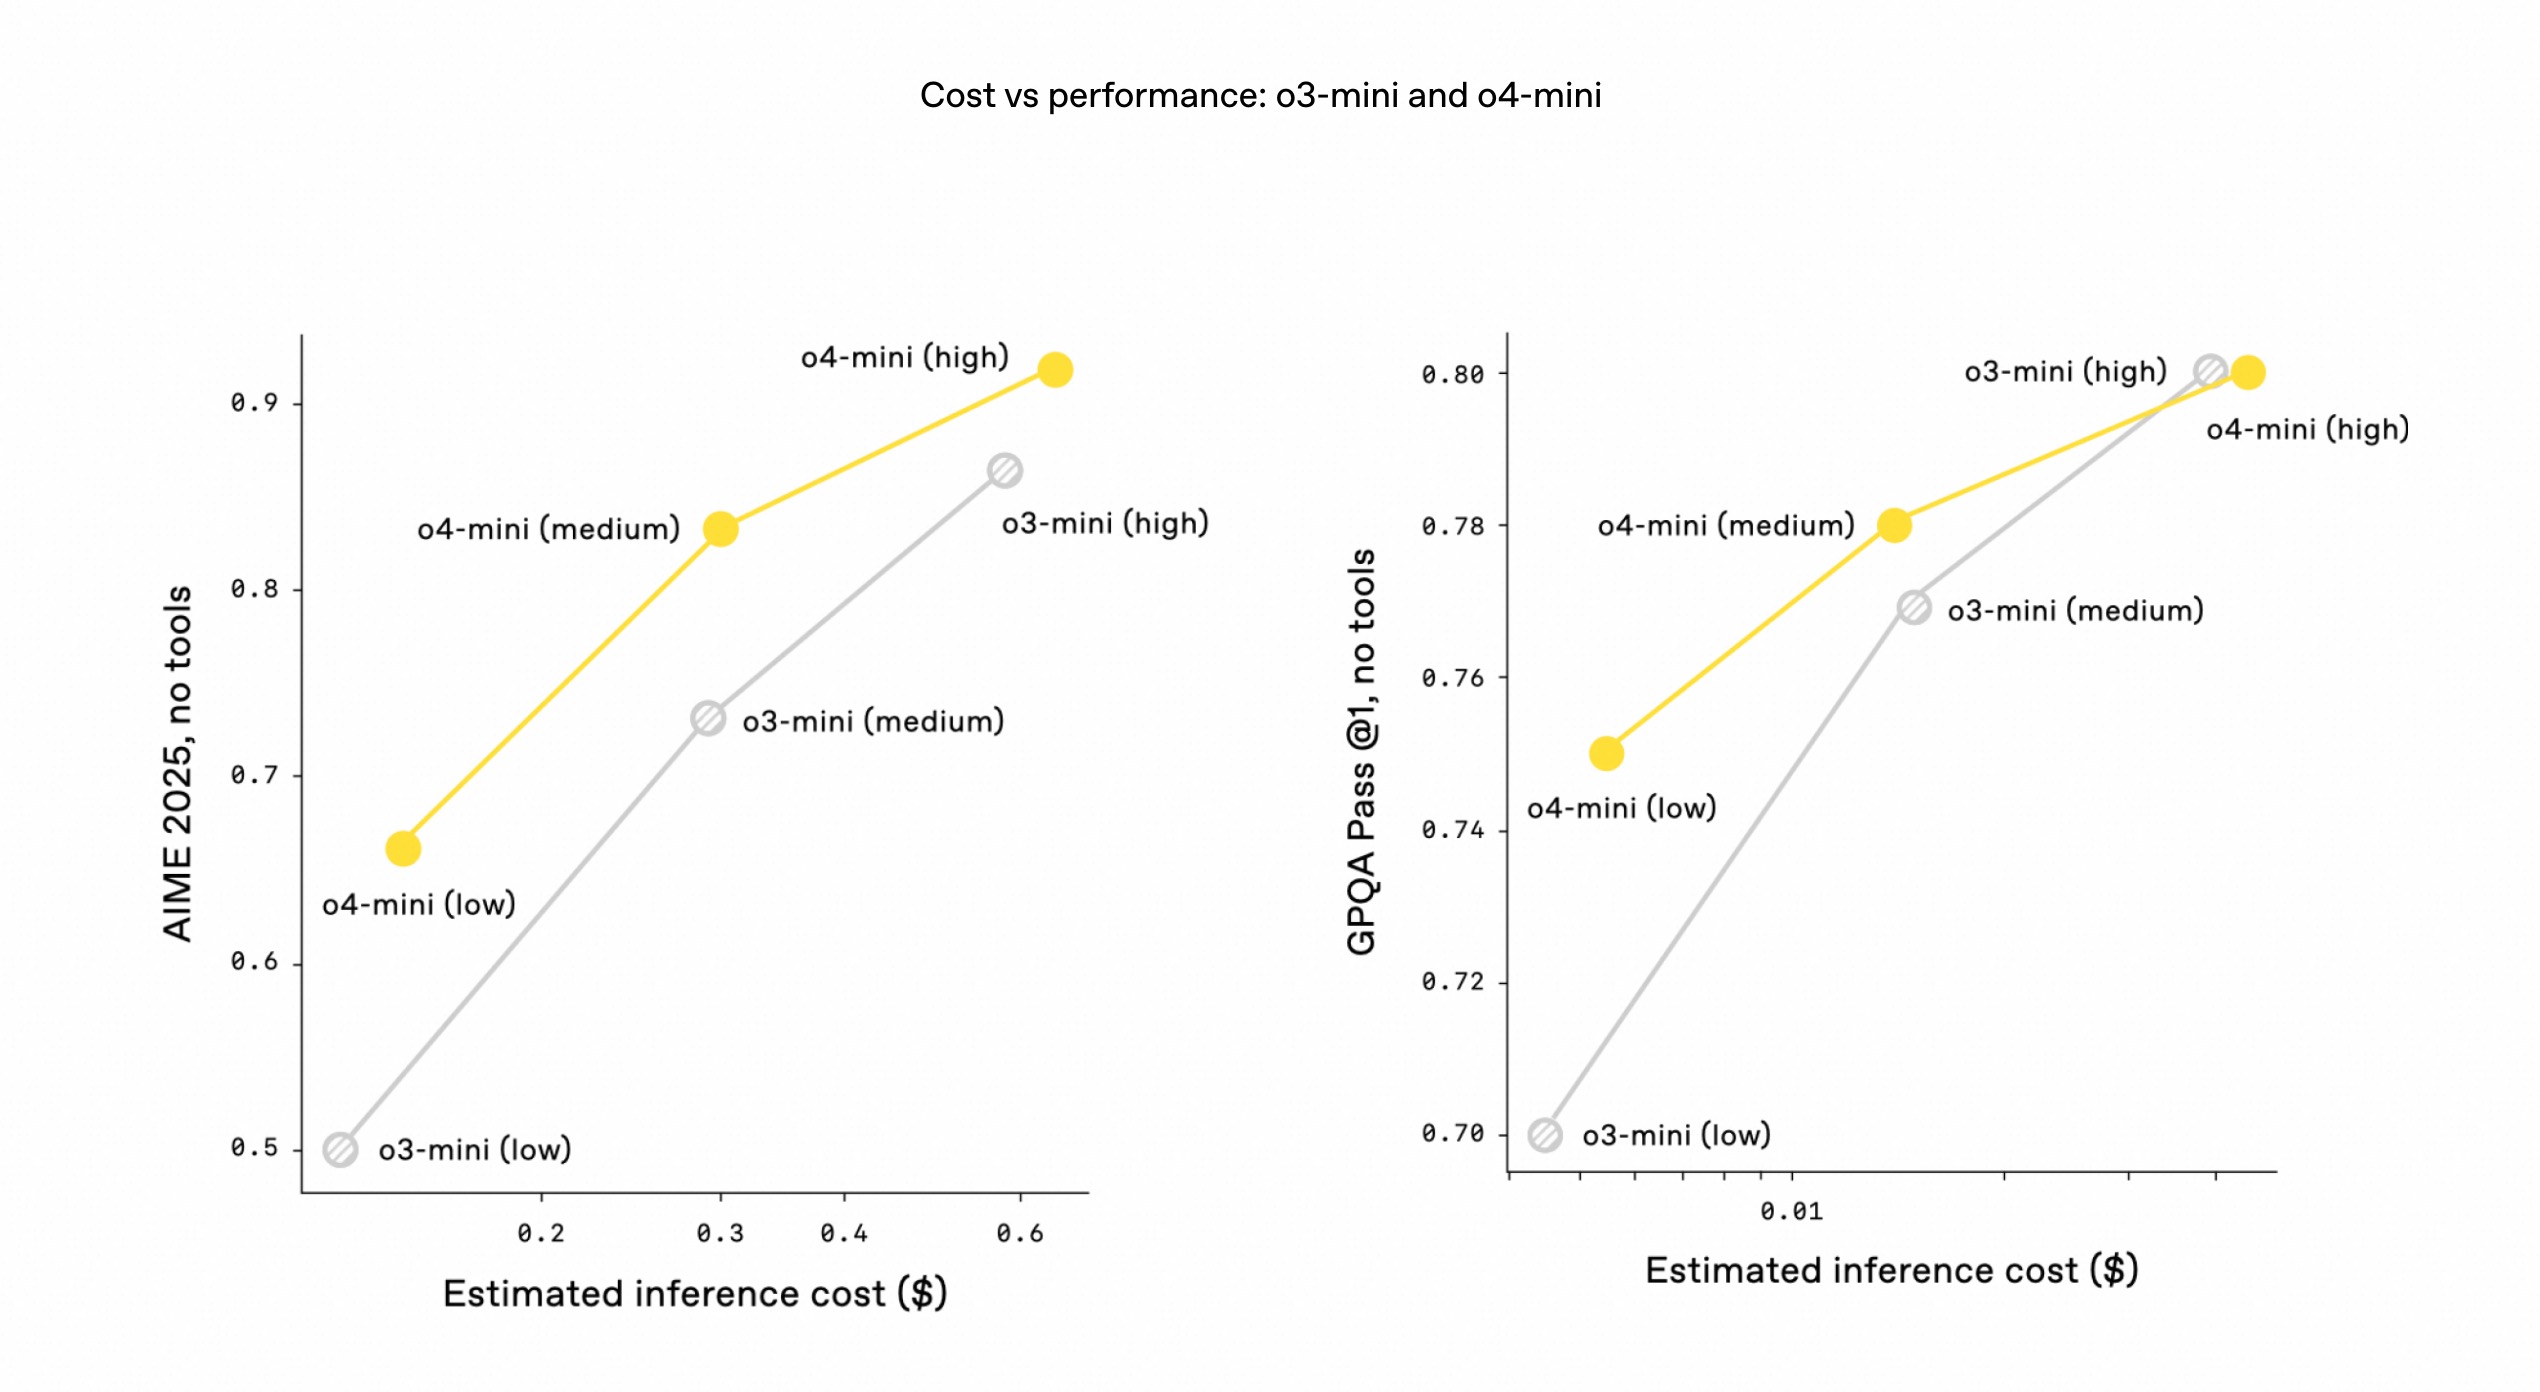 Cost vs performance: o3-mini and o4-mini
AIME 2025, no tools
0.9
0.8
0.7
0.6
0.5
o4-mini (high)
o3-mini (high)
o4-mini (medium)
o3-mini (medium)
o4-mini (low)
o3-mini (low)
0.2
0.3
0.4
0.6
Estimated inference cost ($)
GPQA Pass @1, no tools
0.80
0.78
0.76
0.74
0.72
0.70
o3-mini (high)
o4-mini (high)
o4-mini (medium)
o3-mini (medium)
o4-mini (low)
o3-mini (low)
0.01
Estimated inference cost ($)